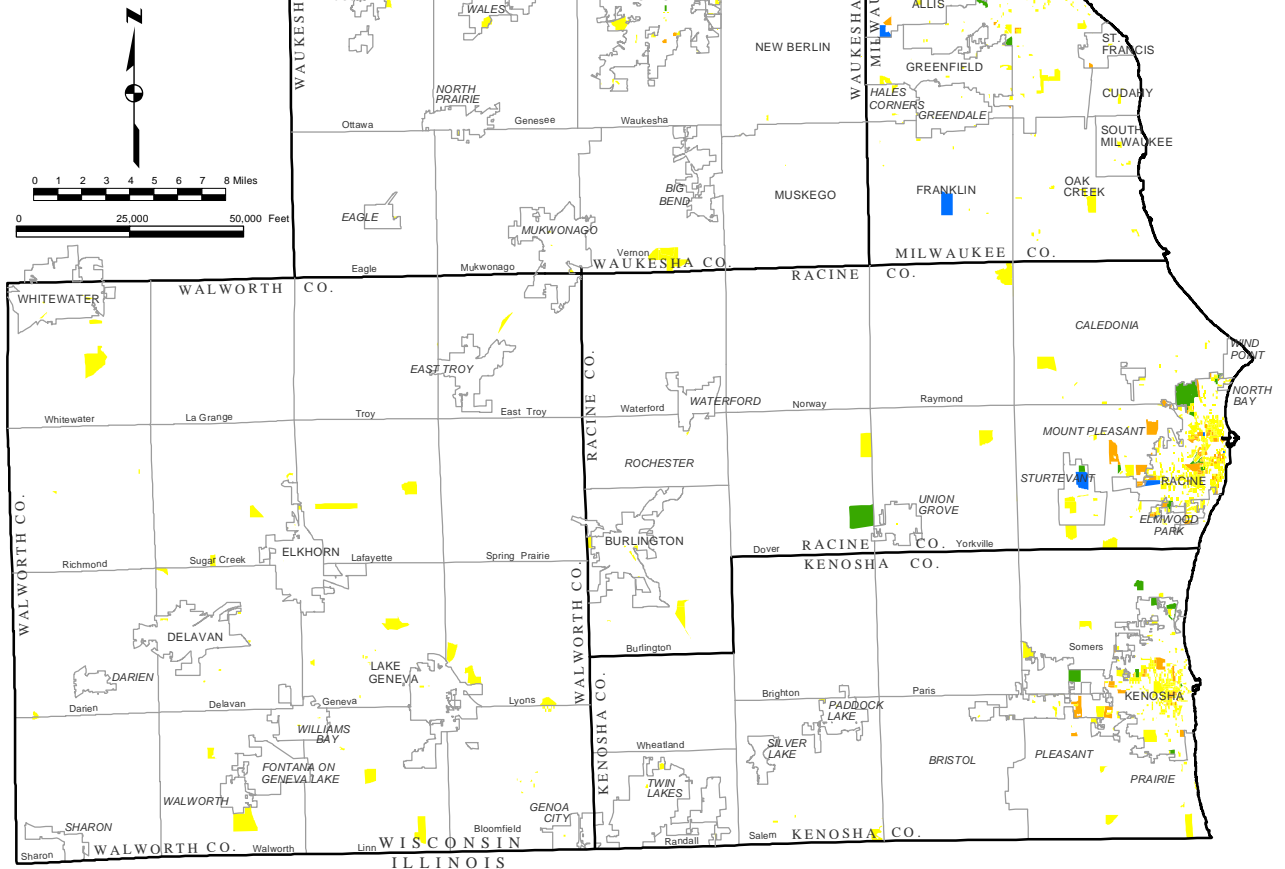 WALES
ALLIS
Z
WAUKESH
WAUKESHA
MILWAU
NEW BERLIN
ST.
FRANCIS
GREENFIELD
NORTH
PRAIRIE
HALES
CORNERS
CUDAHY
GREENDALE
Ottawa
Genesee
Waukesha
SOUTH
MILWAUKEE
0 1 2 3 4 5 6 7 8 Miles
BIG
BEND
MUSKEGO
FRANKLIN
OAK
CREEK
0 25,000 50,000 Feet
EAGLE
MUKWONAGO
Vernon
Eagle
Mukwonago
WAUKESHA CO.
MILWAUKEE CO.
RACINE CO.
WALWORTH CO.
WHITEWATER
CALEDONIA
WIND
POINT
EAST TROY
RACINE CO.
WATERFORD
NORTH
BAY
Whitewater
La Grange
Troy
East Troy
Waterford
Norway
Raymond
MOUNT PLEASANT
ROCHESTER
STURTEVANT
RACINE
WALWORTH CO.
UNION
GROVE
ELMWOOD
PARK
BURLINGTON
ELKHORN
Richmond
Sugar Creek
Lafayette
Spring Prairie
Dover
RACINE CO.
Yorkville
KENOSHA CO.
WALWORTH CO.
DELAVAN
Burlington
Somers
DARIEN
LAKE
GENEVA
KENOSHA CO.
Darien
Delavan
Geneva
Lyons
Brighton
Paris
KENOSHA
PADDOCK
LAKE
WILLIAMS
BAY
Wheatland
SILVER
LAKE
PLEASANT
BRISTOL
PRAIRIE
FONTANA ON
GENEVA LAKE
TWIN
LAKES
WALWORTH
GENOA
CITY
SHARON
Sharon
WALWORTH CO.
Walworth
Linn
Bloomfield
WISCONSIN
ILLINOIS
Randall
Salem
KENOSHA CO.